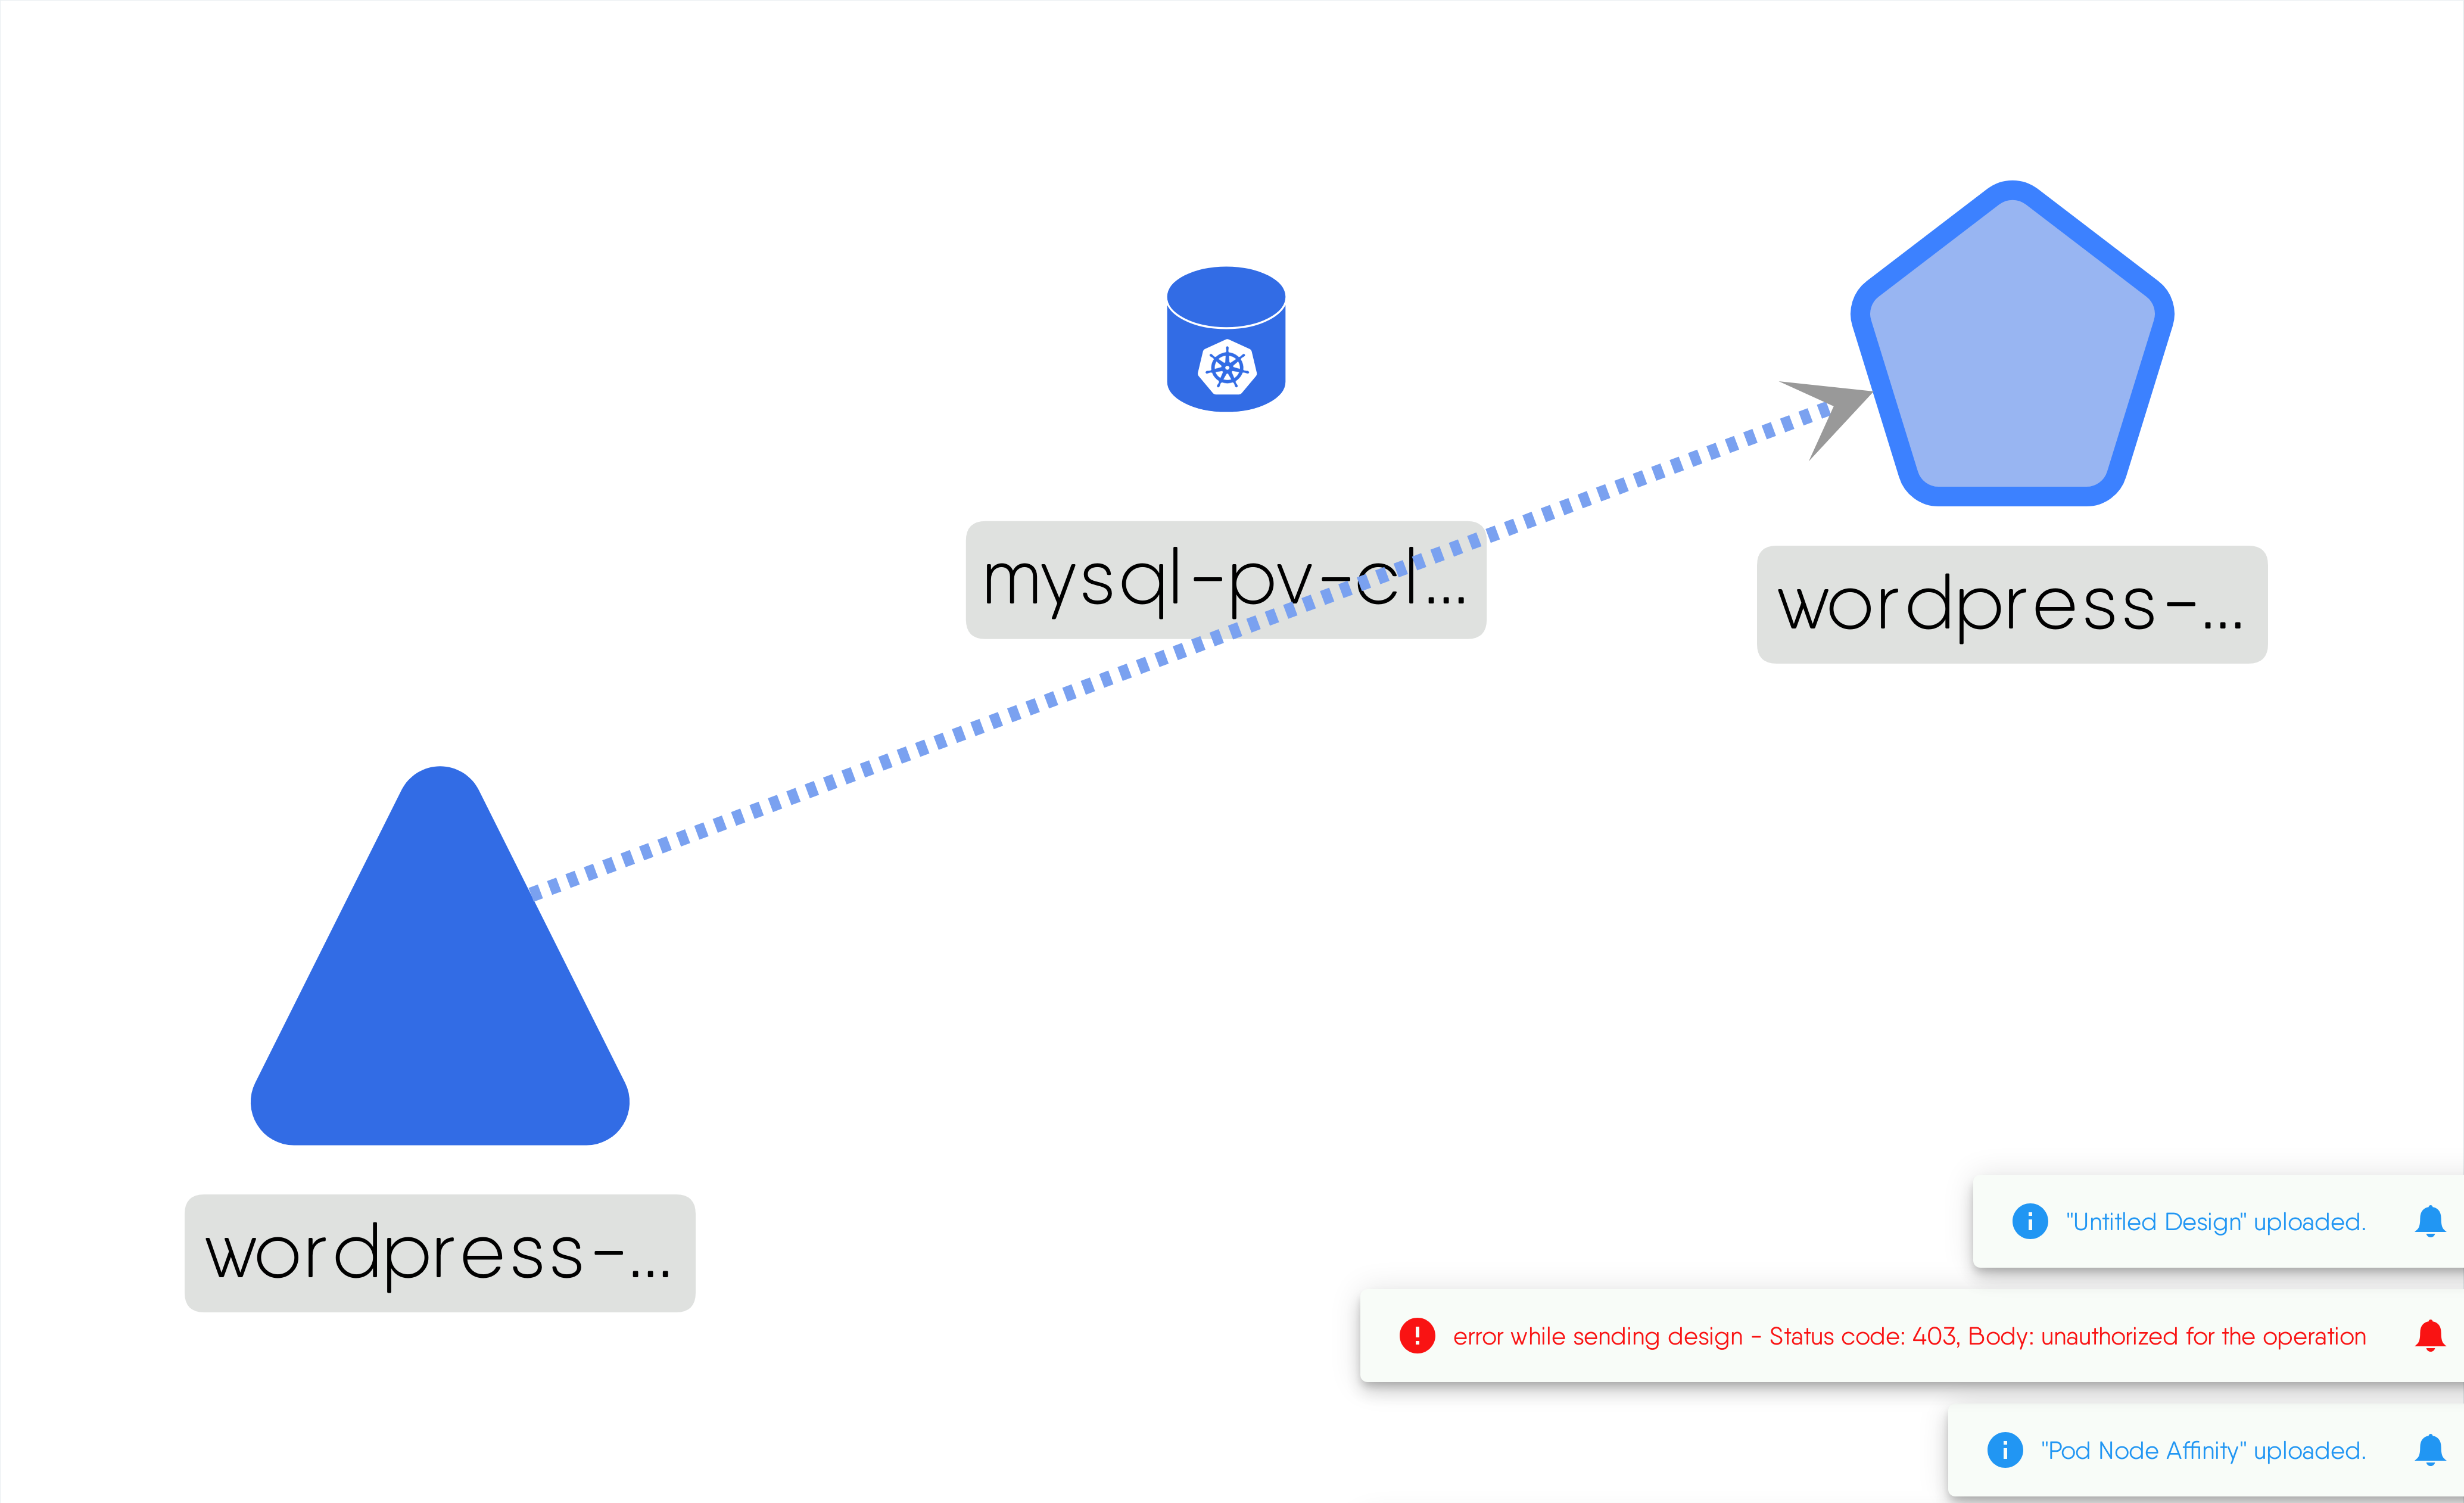 mysql-pv-cl...
wordpress-...
wordpress-...
"Untitled Design" uploaded.
error while sending design - Status code: 403, Body: unauthorized for the operation
"Pod Node Affinity" uploaded.